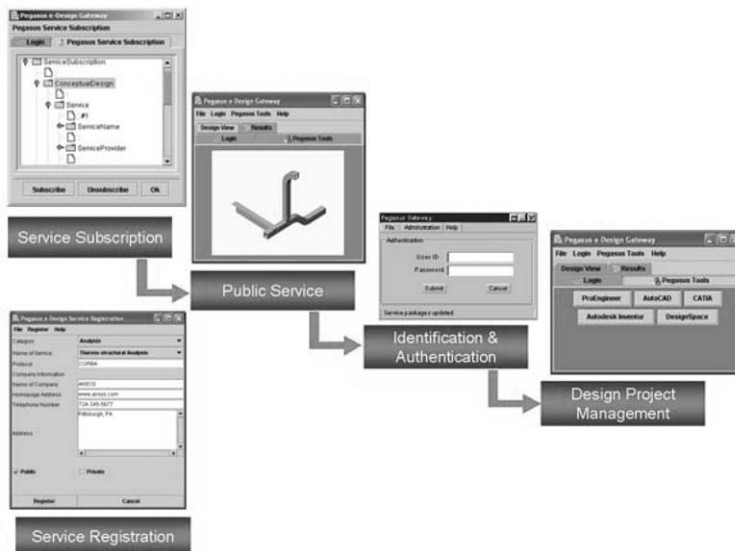 Pegasus e-Design Gateway
Pegasus Service Subscription
Login Pegasus Service Subscription
ServiceSubscription
ConceptualDesign
Service
#1
ServiceName
ServiceProvider
Subscribe Unsubscribe Ok
Service Subscription
Pegasus e-Design Gateway
File Login Pegasus Tools Help
Design View Results
Login Pegasus Tools
Public Service
Pegasus Gateway
File Administration Help
Authentication
User ID
Password
Submit Cancel
Service packages updated
Identification &
Authentication
Pegasus e-Design Gateway
File Login Pegasus Tools Help
Design View Results
Login Pegasus Tools
ProEngineer AutoCAD CATIA
Autodesk Inventor DesignSpace
Design Project
Management
Pegasus e-Design Service Registration
File Register Help
Category Analysis
Name of Service Thermo-structural Analysis
Protocol CORBA
Company Information
Name of Company ANSYS
Homepage Address www.ansys.com
Telephone Number
Address Pittsburgh, PA
Public Private
Register Cancel
Service Registration